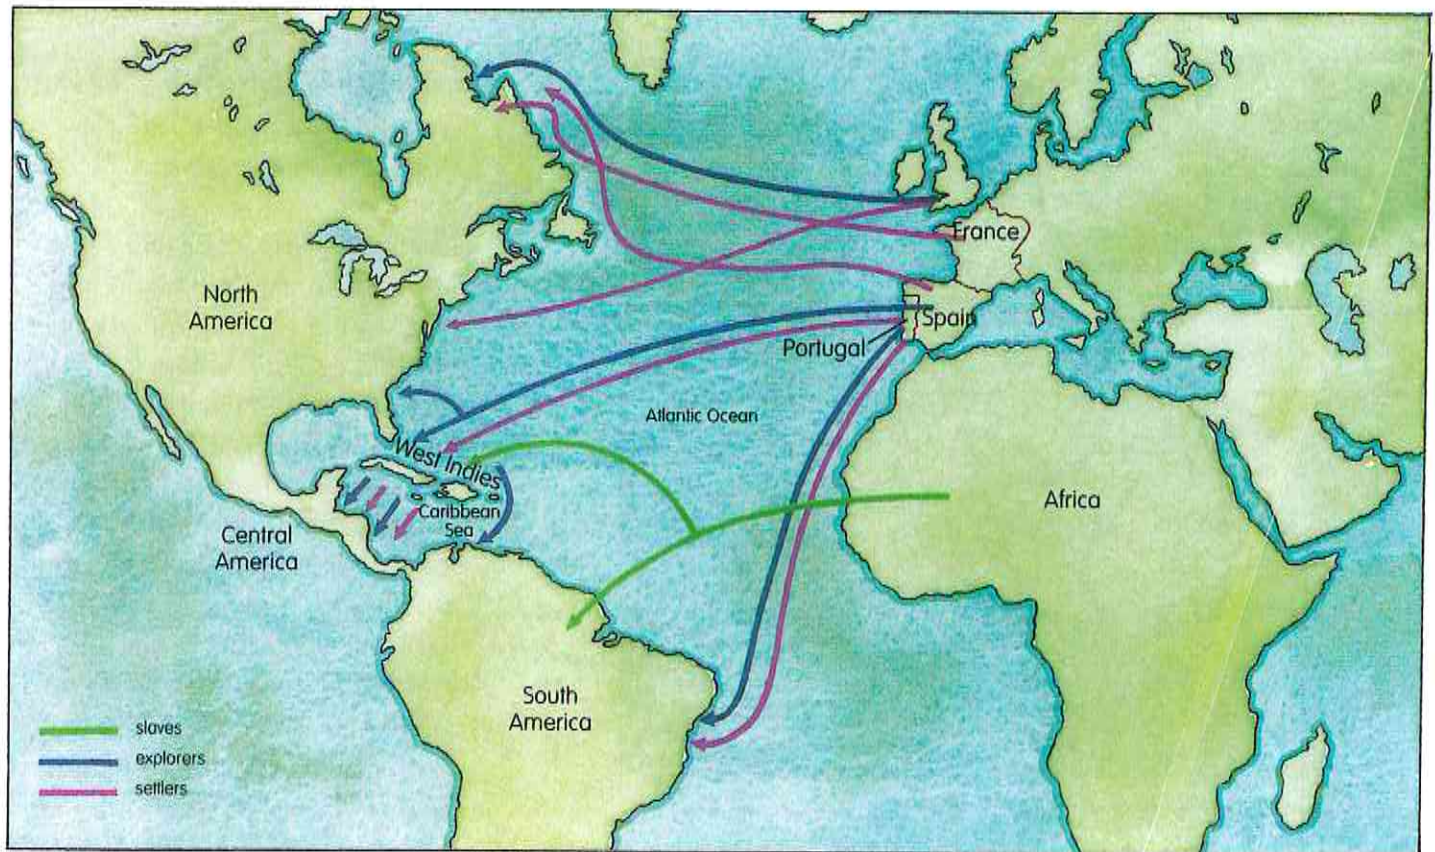 France
North
America
Spain
Portugal
Atlantic Ocean
West Indies
Africa
Caribbean
Sea
Central
America
South
America
slaves
explorers
settlers